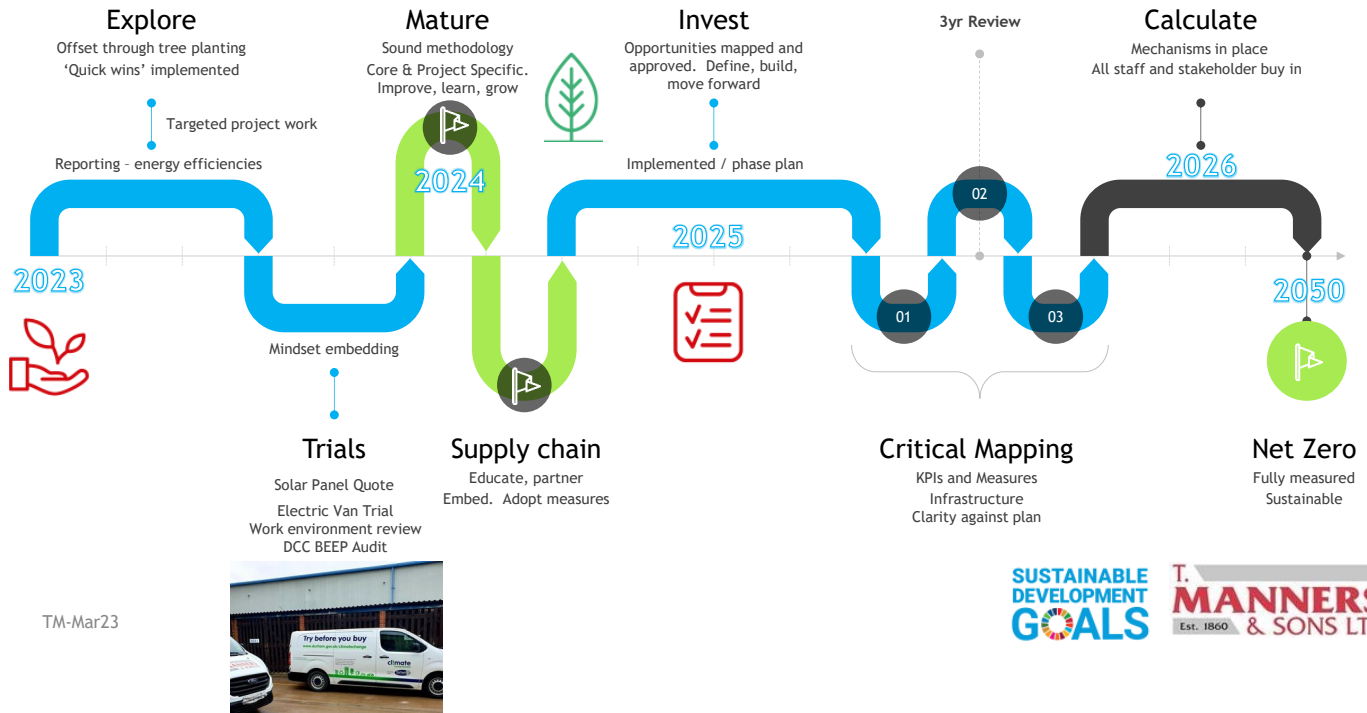 Explore
Offset through tree planting
‘Quick wins’ implemented
Targeted project work
Reporting – energy efficiencies
Mature
Sound methodology
Core & Project Specific.
Improve, learn, grow
Invest
Opportunities mapped and
approved.  Define, build,
move forward
Implemented / phase plan
3yr Review
Calculate
Mechanisms in place
All staff and stakeholder buy in
2023
2024
2025
2026
2050
01
02
03
Mindset embedding
Trials
Solar Panel Quote
Electric Van Trial
Work environment review
DCC BEEP Audit
Supply chain
Educate, partner
Embed.  Adopt measures
Critical Mapping
KPIs and Measures
Infrastructure
Clarity against plan
Net Zero
Fully measured
Sustainable
Try before you buy
www.durham.gov.uk/climatechange
climate
TM-Mar23
SUSTAINABLE
DEVELOPMENT
GOALS
T.
MANNERS
Est. 1860 & SONS LT